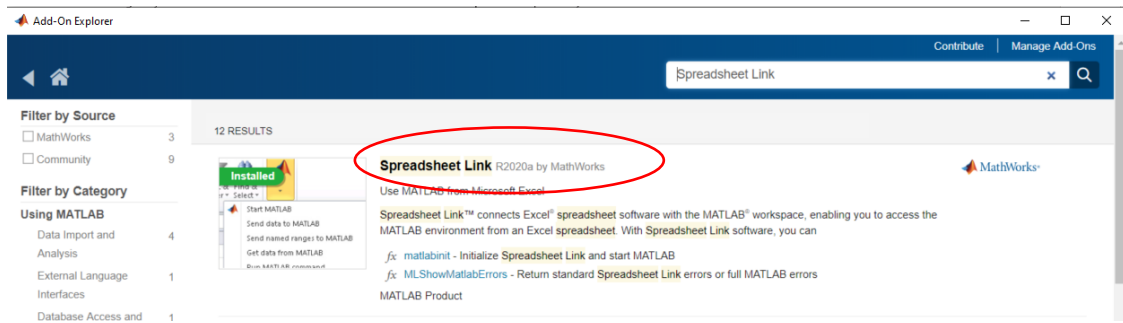 Add-On Explorer
Contribute | Manage Add-Ons
Spreadsheet Link
Filter by Source
MathWorks 3
Community 9
Filter by Category
Using MATLAB
Data Import and 4
Analysis
External Language 1
Interfaces
Database Access and 1
12 RESULTS
Installed
Select
Start MATLAB
Send data to MATLAB
Send named ranges to MATLAB
Get data from MATLAB
Run MATLAB command
Spreadsheet Link R2020a by MathWorks
Use MATLAB from Microsoft Excel
Spreadsheet Link™ connects Excel® spreadsheet software with the MATLAB® workspace, enabling you to access the
MATLAB environment from an Excel spreadsheet. With Spreadsheet Link software, you can
fx matlabinit - Initialize Spreadsheet Link and start MATLAB
fx MLShowMatlabErrors - Return standard Spreadsheet Link errors or full MATLAB errors
MATLAB Product
MathWorks®